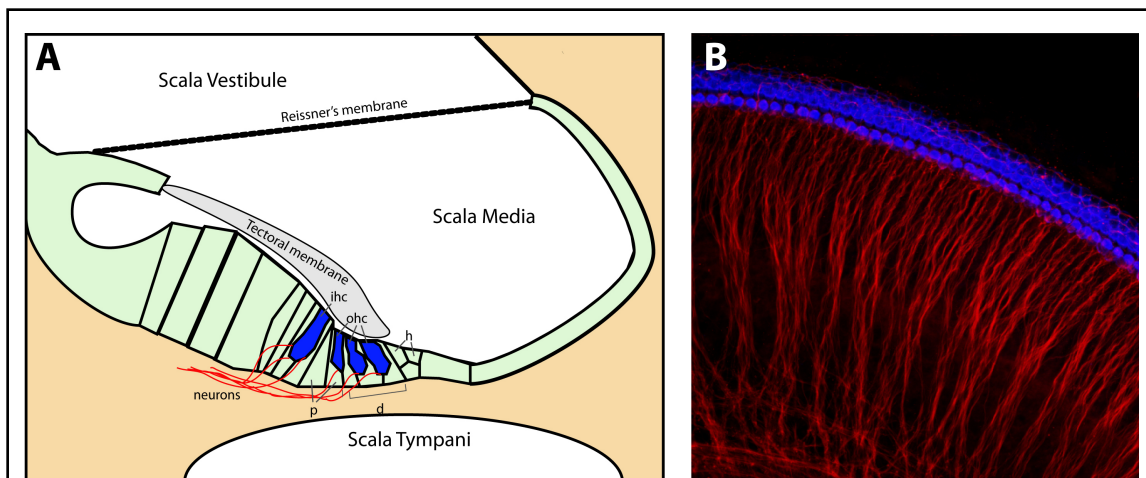 A
Scala Vestibule
Reissner's membrane
Scala Media
Tectoral membrane
ihc
ohc
h
neurons
p
d
Scala Tympani
B